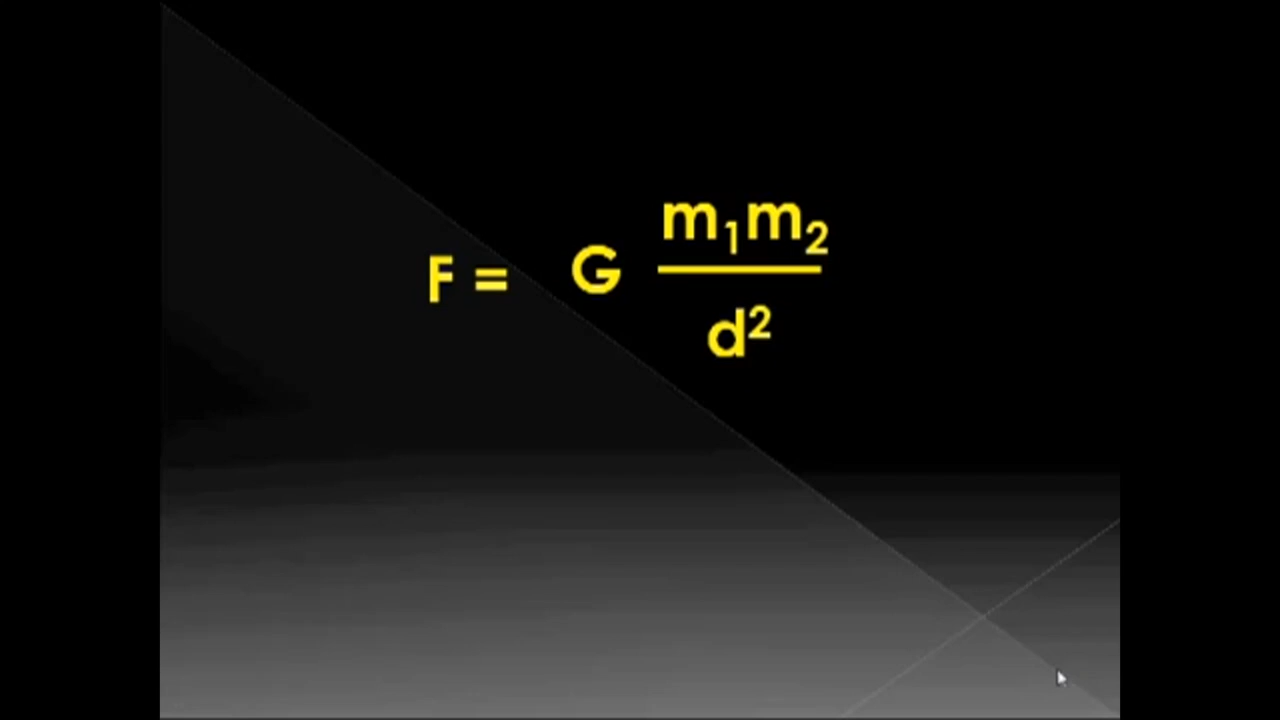 F = G m₁m₂
d²